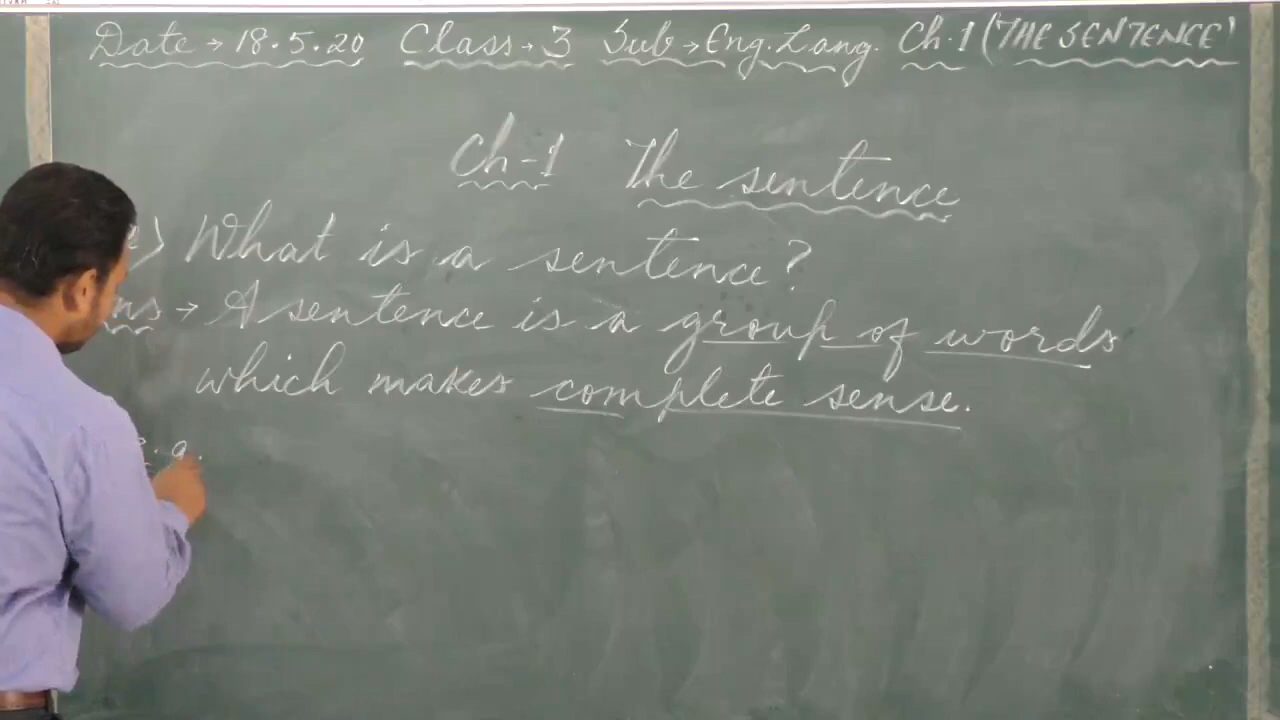 Date → 18.5.20 Class → 3 Sub → Eng. Lang. Ch.1 (THE SENTENCE)
Ch-1 The sentence
What is a sentence?
ns → A sentence is a group of words
which makes complete sense.
e.g.